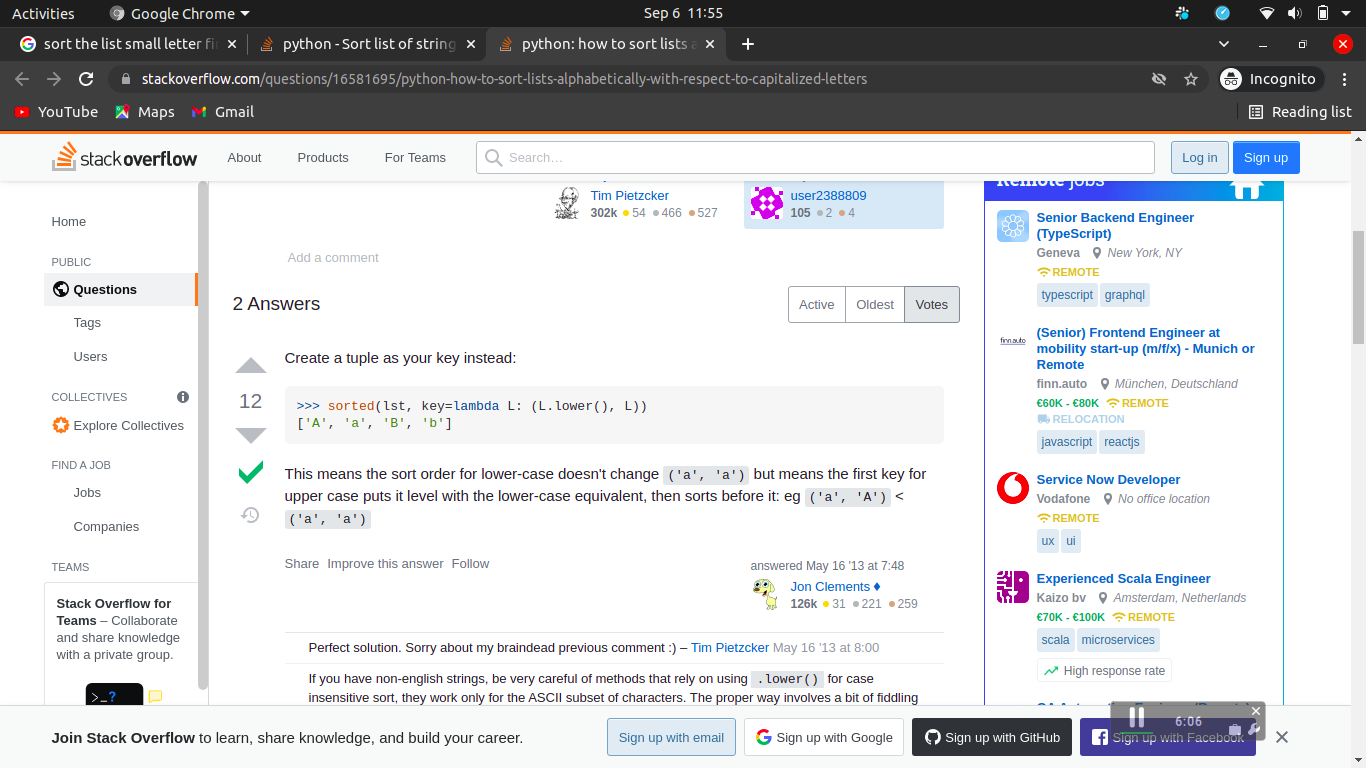 Activities
Google Chrome
Sep 6 11:55
sort the list small letter fi
python - Sort list of string
python: how to sort lists a
stackoverflow.com/questions/16581695/python-how-to-sort-lists-alphabetically-with-respect-to-capitalized-letters
Incognito
YouTube
Maps
Gmail
Reading list
stackoverflow
About
Products
For Teams
Search…
Log in
Sign up
Home
PUBLIC
Questions
Tags
Users
COLLECTIVES
Explore Collectives
FIND A JOB
Jobs
Companies
TEAMS
Stack Overflow for
Teams – Collaborate
and share knowledge
with a private group.
>_?
Tim Pietzcker
302k 54 466 527
user2388809
105 2 4
Add a comment
2 Answers
Active
Oldest
Votes
12
Create a tuple as your key instead:
>>> sorted(lst, key=lambda L: (L.lower(), L))
['A', 'a', 'B', 'b']
This means the sort order for lower-case doesn't change ('a', 'a') but means the first key for
upper case puts it level with the lower-case equivalent, then sorts before it: eg ('a', 'A') <
('a', 'a')
Share Improve this answer Follow
answered May 16 '13 at 7:48
Jon Clements ♦
126k 31 221 259
Perfect solution. Sorry about my braindead previous comment :) – Tim Pietzcker May 16 '13 at 8:00
If you have non-english strings, be very careful of methods that rely on using .lower() for case
insensitive sort, they work only for the ASCII subset of characters. The proper way involves a bit of fiddling
Remote jobs
Senior Backend Engineer
(TypeScript)
Geneva New York, NY
REMOTE
typescript graphql
finn.auto
(Senior) Frontend Engineer at
mobility start-up (m/f/x) - Munich or
Remote
finn.auto München, Deutschland
€60K - €80K REMOTE
RELOCATION
javascript reactjs
Service Now Developer
Vodafone No office location
REMOTE
ux ui
Experienced Scala Engineer
Kaizo bv Amsterdam, Netherlands
€70K - €100K REMOTE
scala microservices
High response rate
6:06
Join Stack Overflow to learn, share knowledge, and build your career.
Sign up with email
Sign up with Google
Sign up with GitHub
Sign up with Facebook